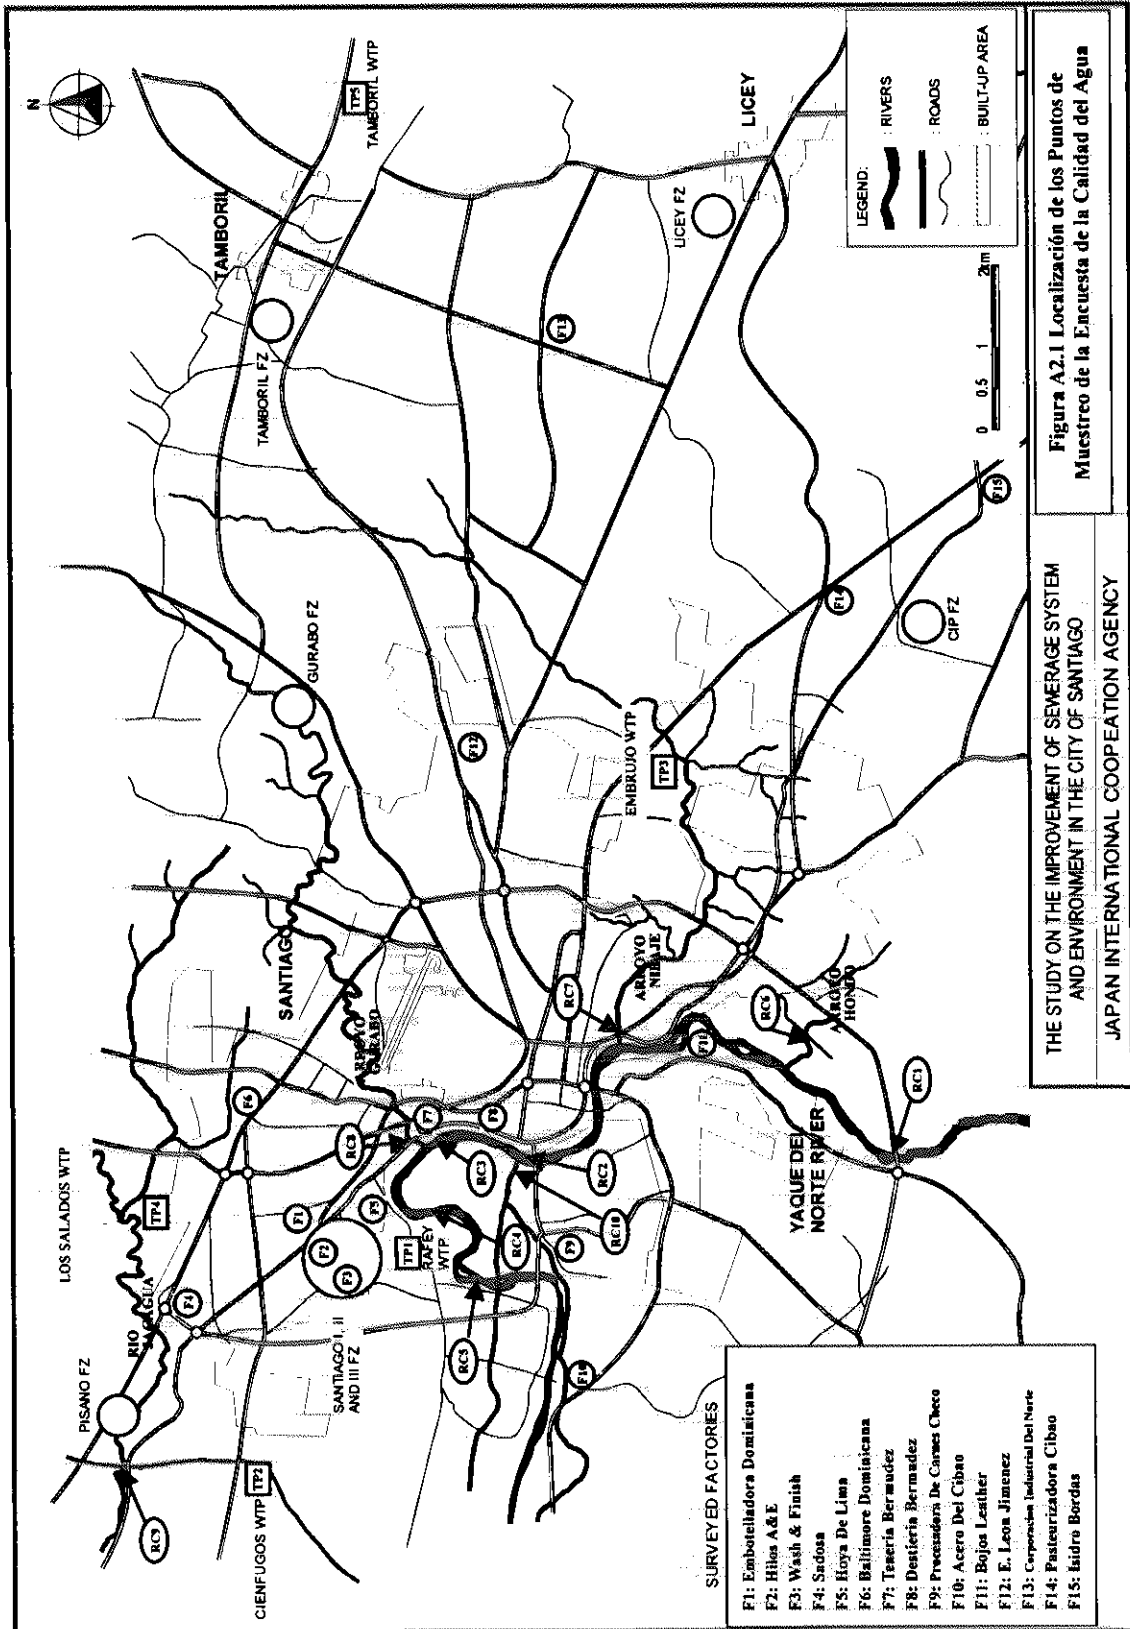 N
TAMBORIL
TP5
TAMBORIL WTP
TAMBORIL FZ
LICEY
LICEY FZ
F13
GURABO FZ
F12
EMBRUJO WTP
TP3
F14
CIP FZ
F15
SANTIAGO
ARROYO
GURABO
RC7
ARROYO
NIBAJE
RC6
ARROYO
HONDO
F11
RC1
YAQUE DEL
NORTE RIVER
LOS SALADOS WTP
TP4
F6
RC8
F7
F8
RC3
RC2
RC10
RC4
F9
F1
F5
F2
F3
TP1
RAFEY
WTP
RC5
F10
SANTIAGO I, II
AND III FZ
F4
RIO
JACAGUA
PISANO FZ
RC9
CIENFUGOS WTP
TP2
LEGEND:
: RIVERS
: ROADS
: BUILT-UP AREA
0 0.5 1 2km
SURVEYED FACTORIES
F1: Embotelladora Dominicana
F2: Hilos A&E
F3: Wash & Finish
F4: Sadosa
F5: Hoya De Lima
F6: Baltimore Dominicana
F7: Teneria Bermudez
F8: Destieria Bermudez
F9: Procesadora De Carnes Checo
F10: Acero Del Cibao
F11: Bojos Leather
F12: E. Leon Jimenez
F13: Corporacion Industrial Del Norte
F14: Pasteurizadora Cibao
F15: Isidro Bordas
THE STUDY ON THE IMPROVEMENT OF SEWERAGE SYSTEM
AND ENVIRONMENT IN THE CITY OF SANTIAGO
JAPAN INTERNATIONAL COOPEATION AGENCY
Figura A2.1 Localización de los Puntos de
Muestreo de la Encuesta de la Calidad del Agua